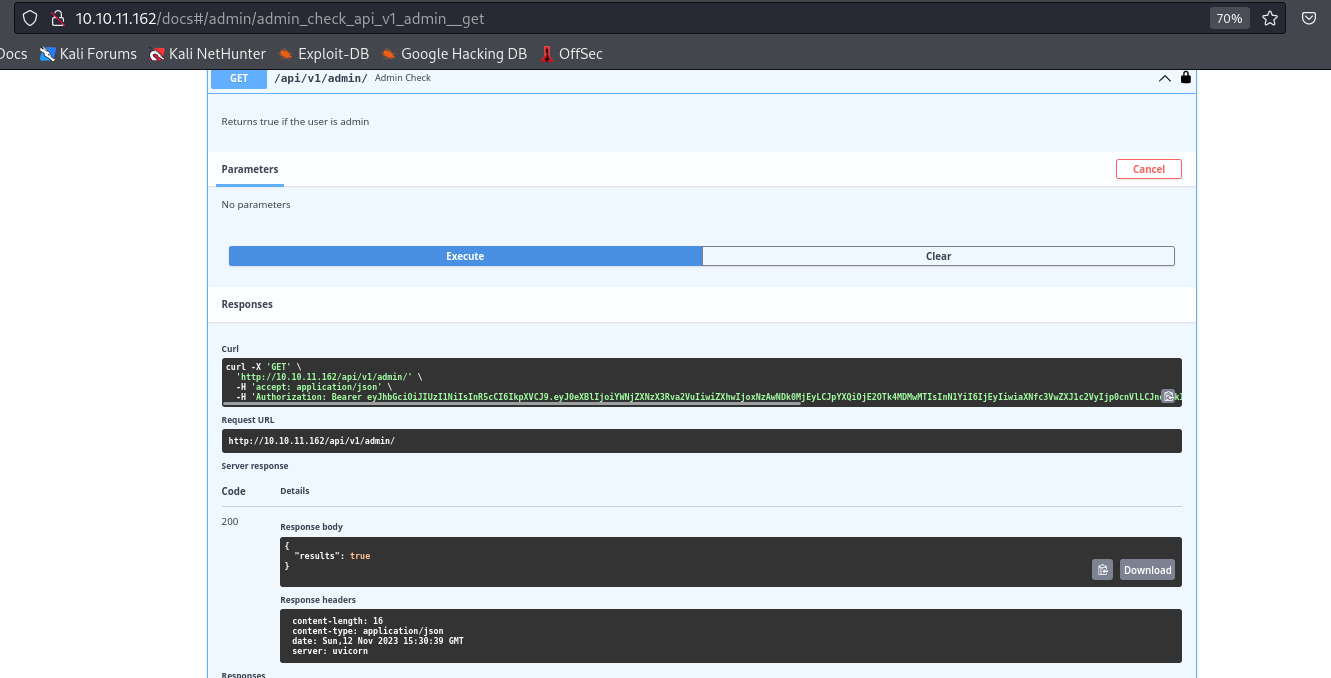 10.10.11.162/docs#/admin/admin_check_api_v1_admin__get
70%
Docs Kali Forums Kali NetHunter Exploit-DB Google Hacking DB OffSec
GET /api/v1/admin/ Admin Check
Returns true if the user is admin
Parameters Cancel
No parameters
Execute Clear
Responses
Curl
curl -X 'GET' \
'http://10.10.11.162/api/v1/admin/' \
-H 'accept: application/json' \
-H 'Authorization: Bearer
Request URL
http://10.10.11.162/api/v1/admin/
Server response
Code Details
200
Response body
{
"results": true
}
Download
Response headers
content-length: 16
content-type: application/json
date: Sun,12 Nov 2023 15:30:39 GMT
server: uvicorn
Responses